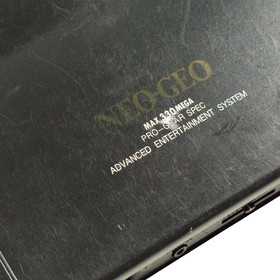 NEO·GEO
MAX 330 MEGA
PRO-GEAR SPEC
ADVANCED ENTERTAINMENT SYSTEM